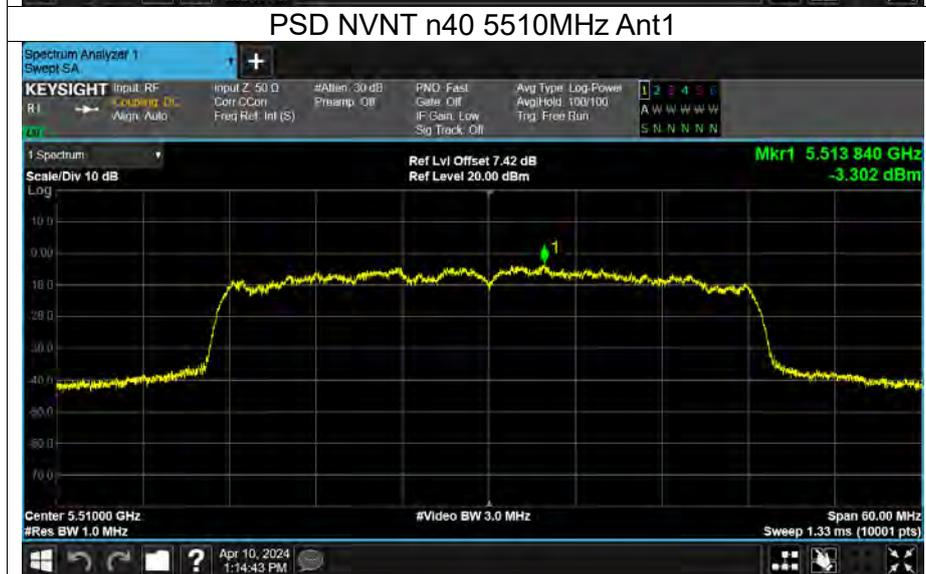 PSD NVNT n40 5510MHz Ant1
Spectrum Analyzer 1
Swept SA
+
KEYSIGHT Input: RF
Coupling: DC
Align: Auto
Input Z: 50 Ω
Corr CCorr
Freq Ref: Int (S)
#Atten: 30 dB
Preamp: Off
PNO: Fast
Gate: Off
IF Gain: Low
Sig Track: Off
Avg Type: Log-Power
Avg|Hold: 100/100
Trig: Free Run
1 2 3 4 5 6
A W W W W W
S N N N N N
1 Spectrum
Scale/Div 10 dB
Log
Ref Lvl Offset 7.42 dB
Ref Level 20.00 dBm
Mkr1 5.513 840 GHz
-3.302 dBm
10.0
0.00
1
-40.0
Center 5.51000 GHz
#Res BW 1.0 MHz
#Video BW 3.0 MHz
Span 60.00 MHz
Sweep 1.33 ms (10001 pts)
?
Apr 10, 2024
1:14:43 PM